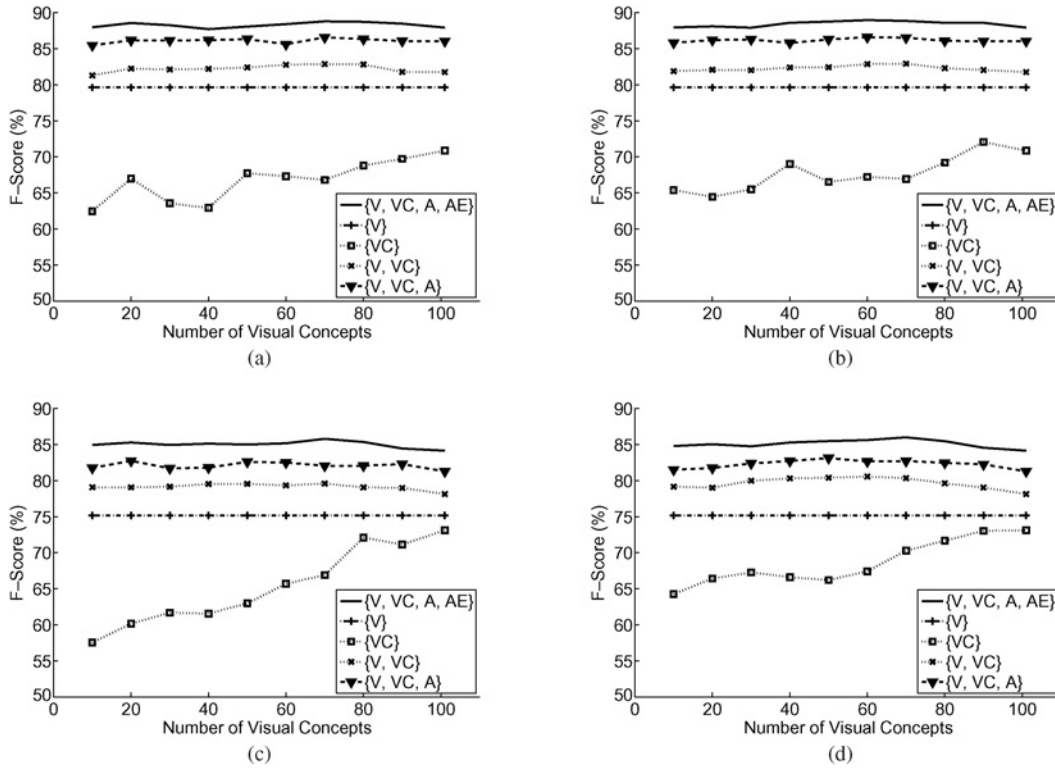 90
85
80
75
70
65
60
55
50
F–Score (%)
{V, VC, A, AE}
{V}
{VC}
{V, VC}
{V, VC, A}
0 20 40 60 80 100
Number of Visual Concepts
(a)
90
85
80
75
70
65
60
55
50
F–Score (%)
{V, VC, A, AE}
{V}
{VC}
{V, VC}
{V, VC, A}
0 20 40 60 80 100
Number of Visual Concepts
(b)
90
85
80
75
70
65
60
55
50
F–Score (%)
{V, VC, A, AE}
{V}
{VC}
{V, VC}
{V, VC, A}
0 20 40 60 80 100
Number of Visual Concepts
(c)
90
85
80
75
70
65
60
55
50
F–Score (%)
{V, VC, A, AE}
{V}
{VC}
{V, VC}
{V, VC, A}
0 20 40 60 80 100
Number of Visual Concepts
(d)